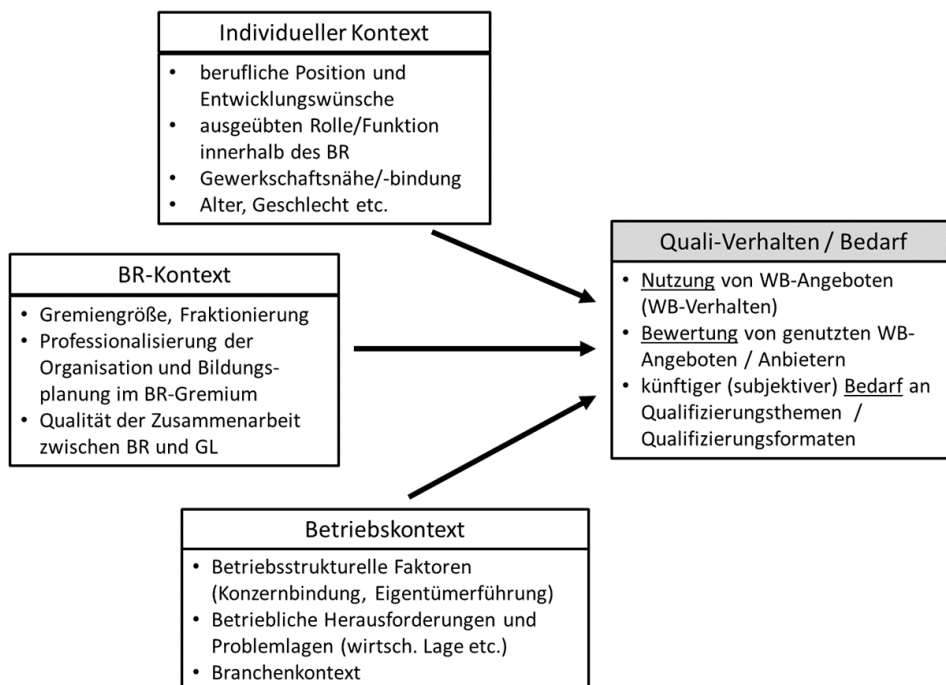 Individueller Kontext
• berufliche Position und
Entwicklungswünsche
• ausgeübten Rolle/Funktion
innerhalb des BR
• Gewerkschaftsnähe/-bindung
• Alter, Geschlecht etc.
BR-Kontext
• Gremiengröße, Fraktionierung
• Professionalisierung der
Organisation und Bildungs-
planung im BR-Gremium
• Qualität der Zusammenarbeit
zwischen BR und GL
Quali-Verhalten / Bedarf
• Nutzung von WB-Angeboten
(WB-Verhalten)
• Bewertung von genutzten WB-
Angeboten / Anbietern
• künftiger (subjektiver) Bedarf an
Qualifizierungsthemen /
Qualifizierungsformaten
Betriebskontext
• Betriebsstrukturelle Faktoren
(Konzernbindung, Eigentümerführung)
• Betriebliche Herausforderungen und
Problemlagen (wirtsch. Lage etc.)
• Branchenkontext